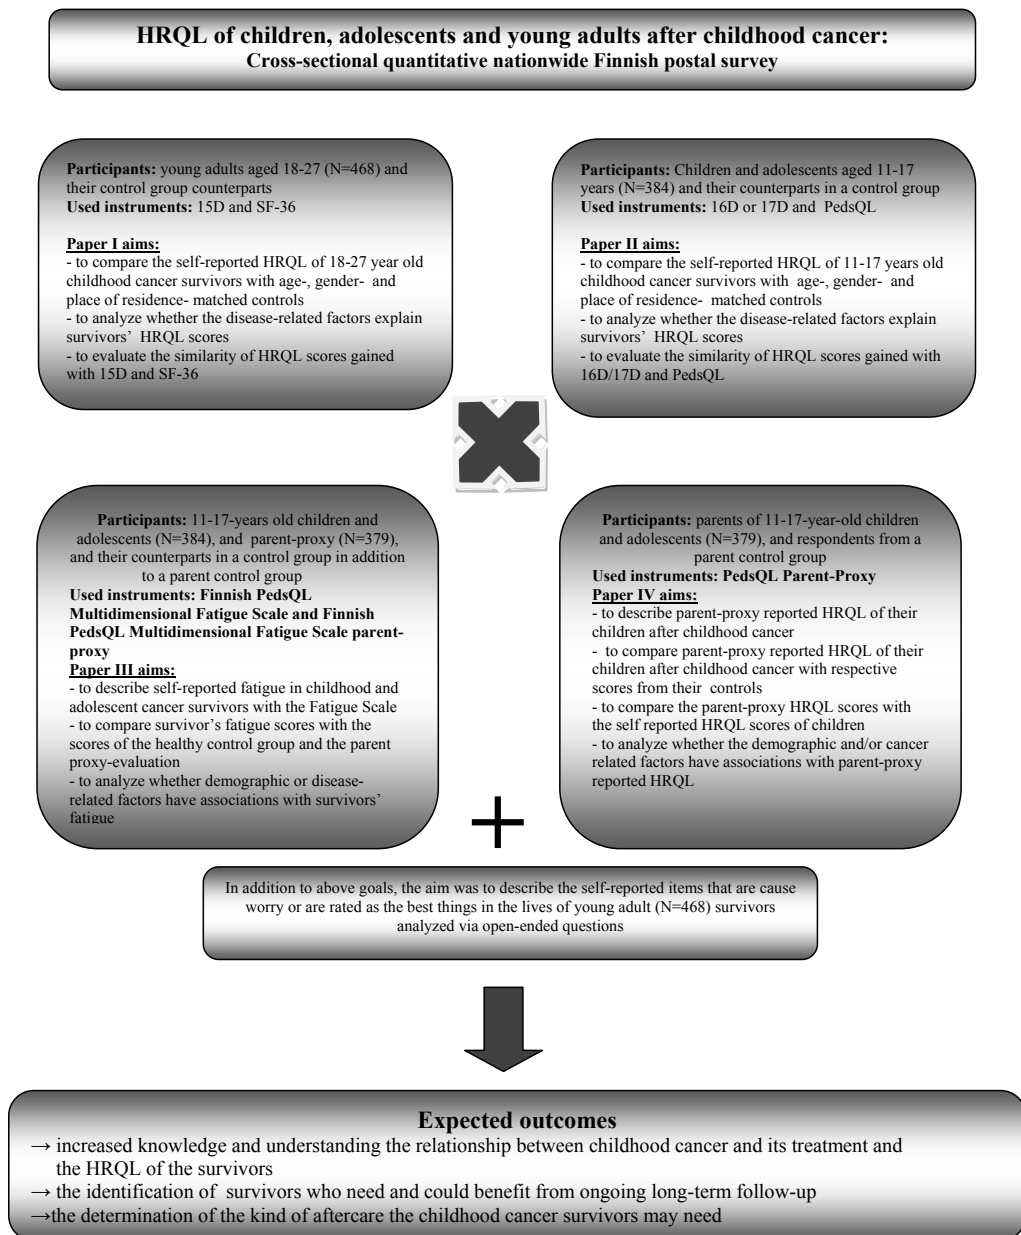 HRQL of children, adolescents and young adults after childhood cancer:
Cross-sectional quantitative nationwide Finnish postal survey
Participants: young adults aged 18-27 (N=468) and
their control group counterparts
Used instruments: 15D and SF-36
Paper I aims:
- to compare the self-reported HRQL of 18-27 year old
childhood cancer survivors with age-, gender- and
place of residence- matched controls
- to analyze whether the disease-related factors explain
survivors' HRQL scores
- to evaluate the similarity of HRQL scores gained
with 15D and SF-36
Participants: Children and adolescents aged 11-17
years (N=384) and their counterparts in a control group
Used instruments: 16D or 17D and PedsQL
Paper II aims:
- to compare the self-reported HRQL of 11-17 years old
childhood cancer survivors with age-, gender- and
place of residence- matched controls
- to analyze whether the disease-related factors explain
survivors' HRQL scores
- to evaluate the similarity of HRQL scores gained with
16D/17D and PedsQL
Participants: 11-17-years old children and
adolescents (N=384), and parent-proxy (N=379),
and their counterparts in a control group in addition
to a parent control group
Used instruments: Finnish PedsQL
Multidimensional Fatigue Scale and Finnish
PedsQL Multidimensional Fatigue Scale parent-
proxy
Paper III aims:
- to describe self-reported fatigue in childhood and
adolescent cancer survivors with the Fatigue Scale
- to compare survivor's fatigue scores with the
scores of the healthy control group and the parent
proxy-evaluation
- to analyze whether demographic or disease-
related factors have associations with survivors'
fatigue
Participants: parents of 11-17-year-old children
and adolescents (N=379), and respondents from a
parent control group
Used instruments: PedsQL Parent-Proxy
Paper IV aims:
- to describe parent-proxy reported HRQL of their
children after childhood cancer
- to compare parent-proxy reported HRQL of their
children after childhood cancer with respective
scores from their controls
- to compare the parent-proxy HRQL scores with
the self reported HRQL scores of children
- to analyze whether the demographic and/or cancer
related factors have associations with parent-proxy
reported HRQL
In addition to above goals, the aim was to describe the self-reported items that are cause
worry or are rated as the best things in the lives of young adult (N=468) survivors
analyzed via open-ended questions
Expected outcomes
→ increased knowledge and understanding the relationship between childhood cancer and its treatment and
the HRQL of the survivors
→ the identification of survivors who need and could benefit from ongoing long-term follow-up
→the determination of the kind of aftercare the childhood cancer survivors may need